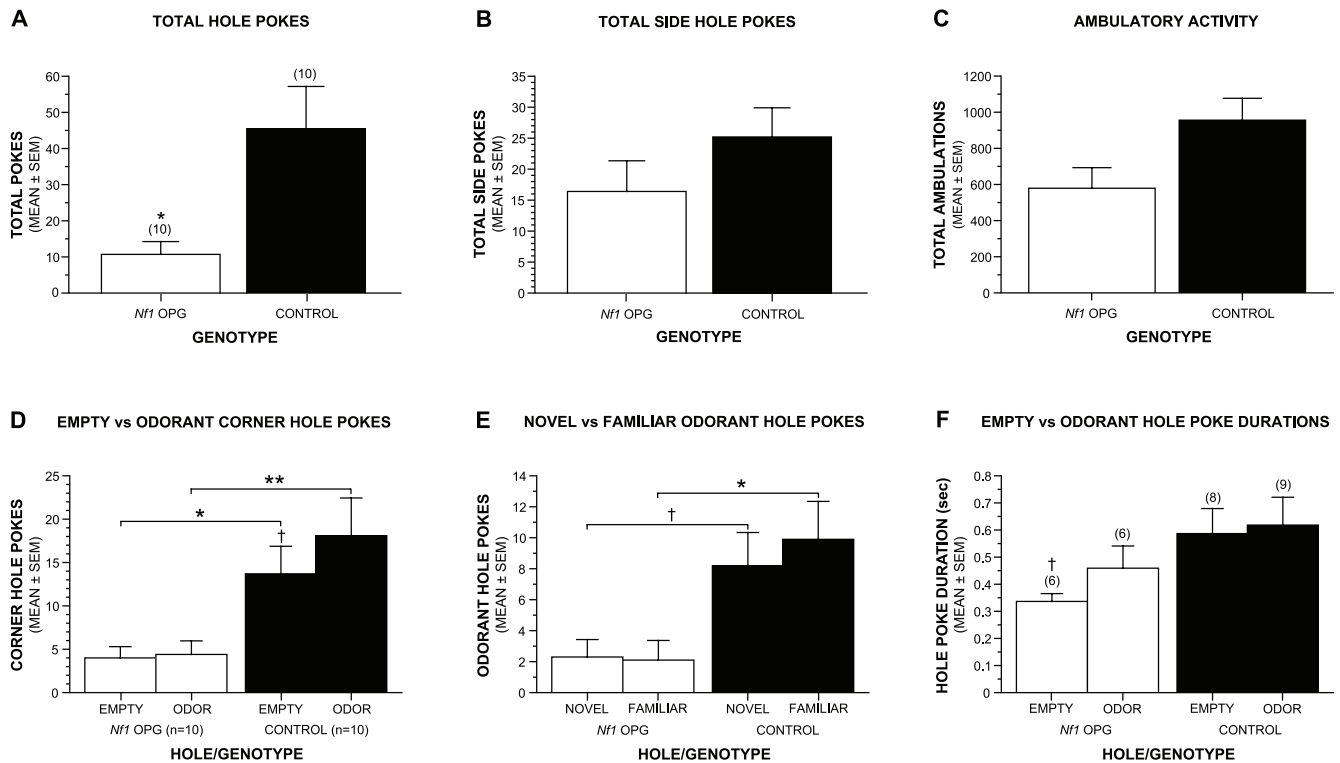 A TOTAL HOLE POKES
TOTAL POKES
(MEAN ± SEM)
60
50
40
30
20
10
0
*
(10)
(10)
Nf1 OPG CONTROL
GENOTYPE
B TOTAL SIDE HOLE POKES
TOTAL SIDE POKES
(MEAN ± SEM)
35
30
25
20
15
10
5
0
Nf1 OPG CONTROL
GENOTYPE
C AMBULATORY ACTIVITY
TOTAL AMBULATIONS
(MEAN ± SEM)
1200
1000
800
600
400
200
0
Nf1 OPG CONTROL
GENOTYPE
D EMPTY vs ODORANT CORNER HOLE POKES
CORNER HOLE POKES
(MEAN ± SEM)
25
20
15
10
5
0
**
*
†
EMPTY ODOR EMPTY ODOR
Nf1 OPG (n=10) CONTROL (n=10)
HOLE/GENOTYPE
E NOVEL vs FAMILIAR ODORANT HOLE POKES
ODORANT HOLE POKES
(MEAN ± SEM)
14
12
10
8
6
4
2
0
*
†
NOVEL FAMILIAR NOVEL FAMILIAR
Nf1 OPG CONTROL
HOLE/GENOTYPE
F EMPTY vs ODORANT HOLE POKE DURATIONS
HOLE POKE DURATION (sec)
(MEAN ± SEM)
0.8
0.7
0.6
0.5
0.4
0.3
0.2
0.1
0
†
(6)
(6)
(8)
(9)
EMPTY ODOR EMPTY ODOR
Nf1 OPG CONTROL
HOLE/GENOTYPE